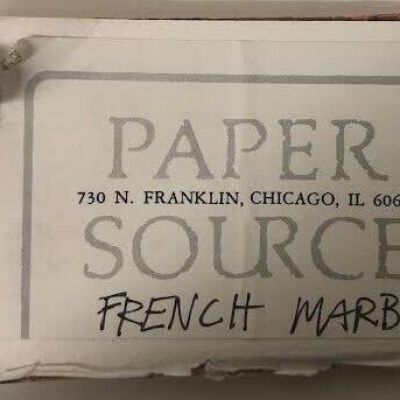 PAPER
730 N. FRANKLIN, CHICAGO, IL 606
SOURCE
FRENCH MARB